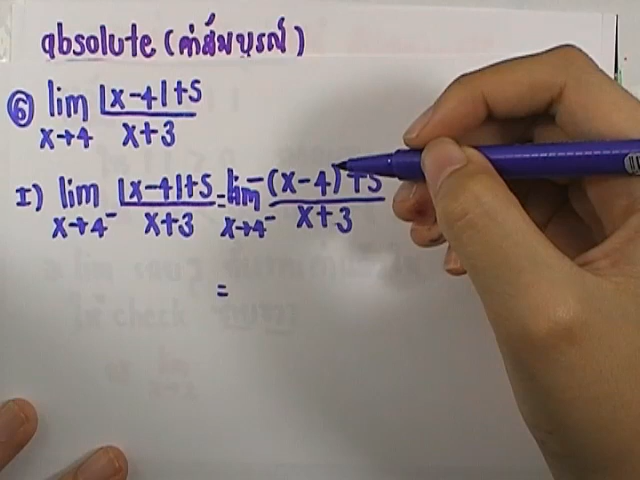 absolute (ค่าสัมบูรณ์)
⑥ lim x→4 |x-4|+5 / x+3
I) lim x→4⁻ |x-4|+5 / x+3 = lim x→4⁻ -(x-4)+5 / x+3
=